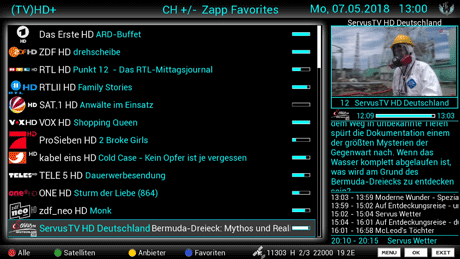 (TV)HD+ CH +/- Zapp Favorites Mo, 07.05.2018 13:00
Das Erste HD ARD-Buffet
ZDF HD drehscheibe
RTL HD Punkt 12 - Das RTL-Mittagsjournal
RTLII HD Family Stories
SAT.1 HD Anwälte im Einsatz
VOX HD Shopping Queen
ProSieben HD 2 Broke Girls
kabel eins HD Cold Case - Kein Opfer ist je vergessen
TELE 5 HD Dauerwerbesendung
ONE HD Sturm der Liebe (864)
zdf_neo HD Monk
ServusTV HD Deutschland Bermuda-Dreieck: Mythos und Real
ServusTV HD Deutschland
12 ServusTV HD Deutschland
12:09 13:03
dem Weg in unbekannte Tiefen
spürt die Dokumentation einem
der größten Mysterien der
Gegenwart nach. Wenn das
Wasser komplett abgelaufen ist,
was wird am Grund des
Bermuda-Dreiecks zu entdecken
sein?
13:03 - 13:59 Moderne Wunder - Spezia
13:59 - 15:02 Auf Entdeckungsreise - un
15:02 - 15:04 Servus Wetter
15:04 - 16:01 Auf Entdeckungsreise - un
16:01 - 16:58 McLeod's Töchter
20.10 - 20:15 Servus Wetter
Alle Satelliten Anbieter Favoriten 11303 H 2/3 22000 19.2E MENU OK EXIT